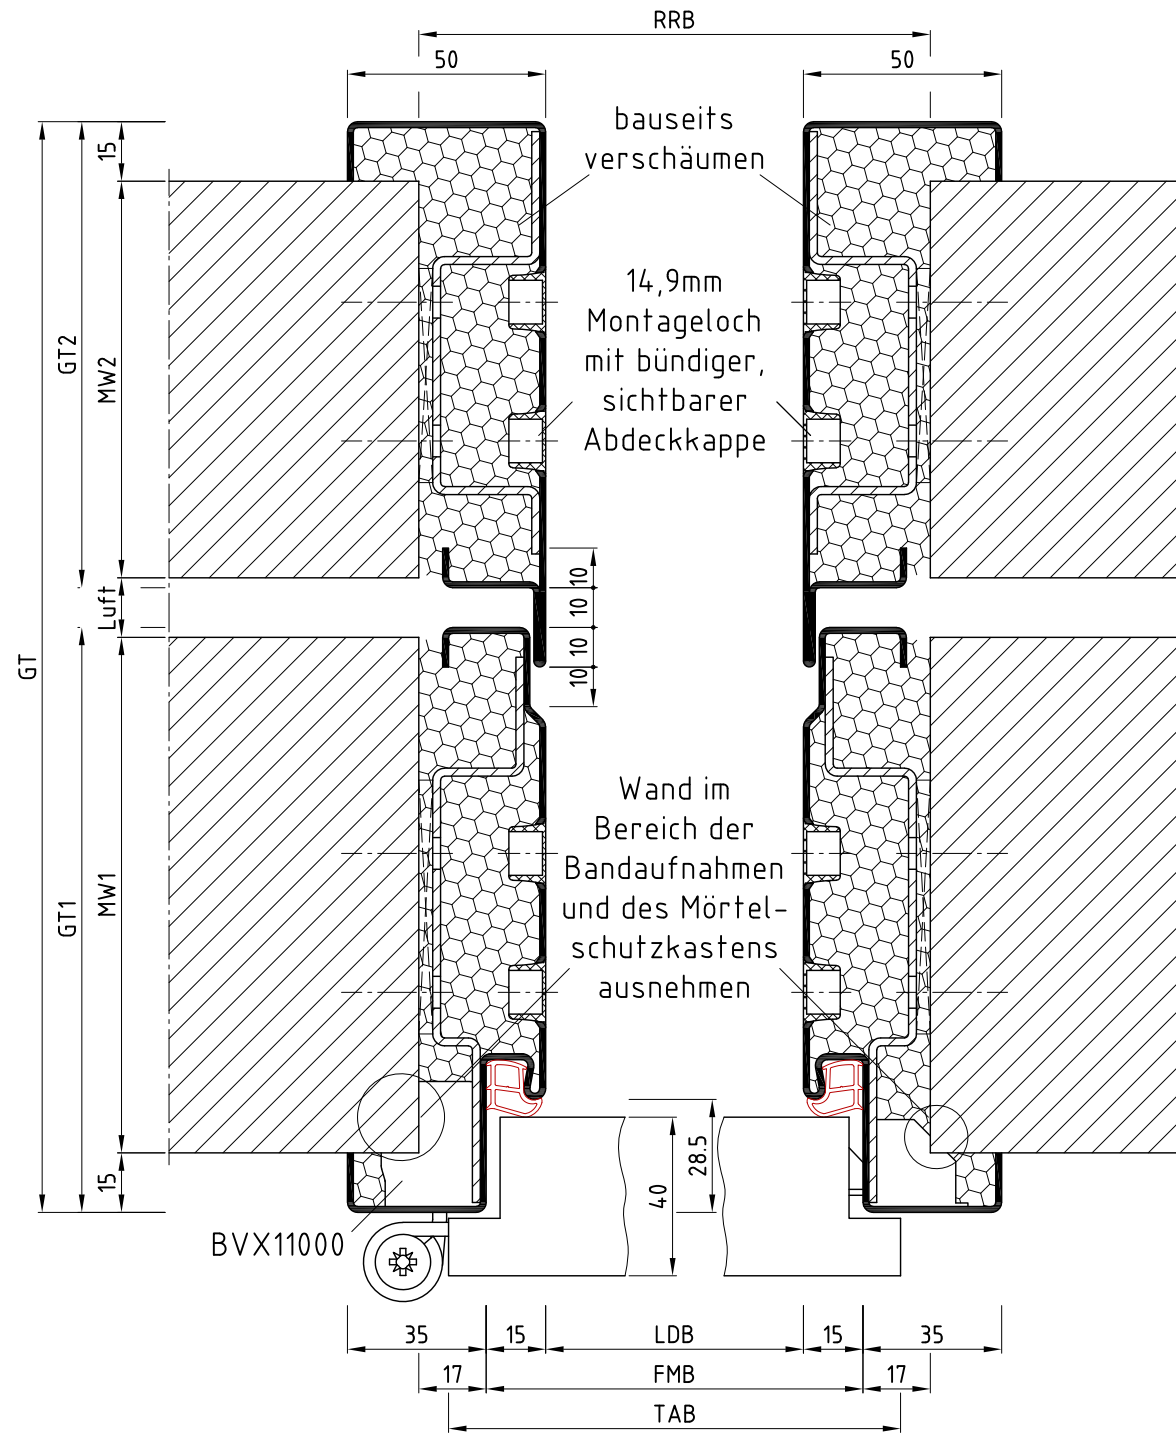 RRB
50
50
bauseits
verschäumen
15
14,9mm
Montageloch
mit bündiger,
sichtbarer
Abdeckkappe
GT2
MW2
10
10
10
10
Luft
GT
Wand im
Bereich der
Bandaufnahmen
und des Mörtel-
schutzkastens
ausnehmen
GT1
MW1
15
28.5
40
BVX11000
35
15
LDB
15
35
17
FMB
17
TAB